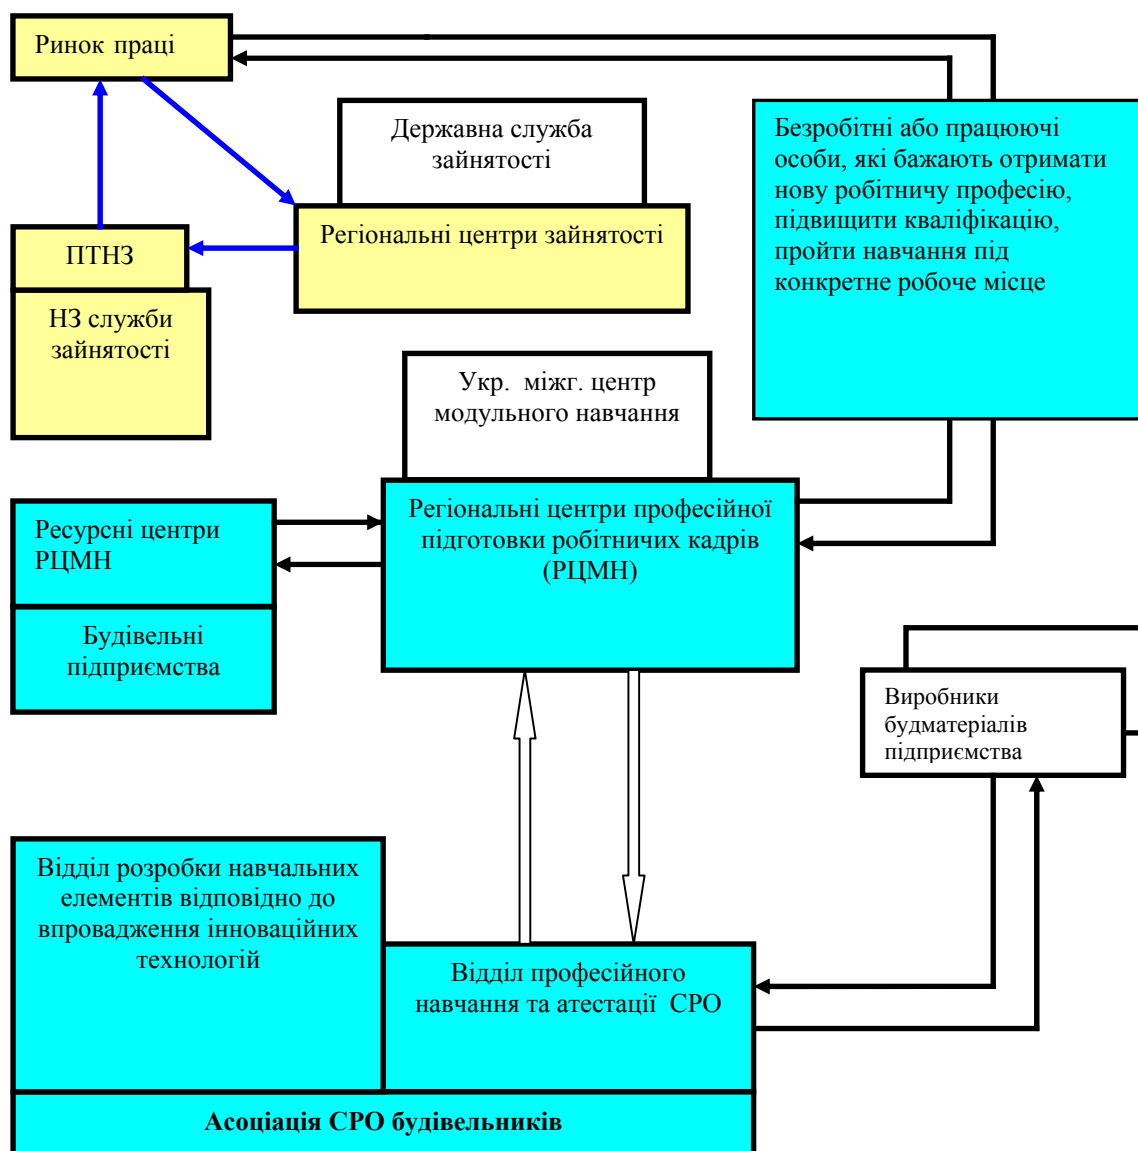 Ринок праці
Державна служба
зайнятості
Безробітні або працюючі
особи, які бажають отримати
нову робітничу професію,
підвищити кваліфікацію,
пройти навчання під
конкретне робоче місце
Регіональні центри зайнятості
ПТНЗ
НЗ служби
зайнятості
Укр. міжг. центр
модульного навчання
Регіональні центри професійної
підготовки робітничих кадрів
(РЦМН)
Ресурсні центри
РЦМН
Будівельні
підприємства
Виробники
будматеріалів
підприємства
Відділ розробки навчальних
елементів відповідно до
впровадження інноваційних
технологій
Відділ професійного
навчання та атестації СРО
Асоціація СРО будівельників